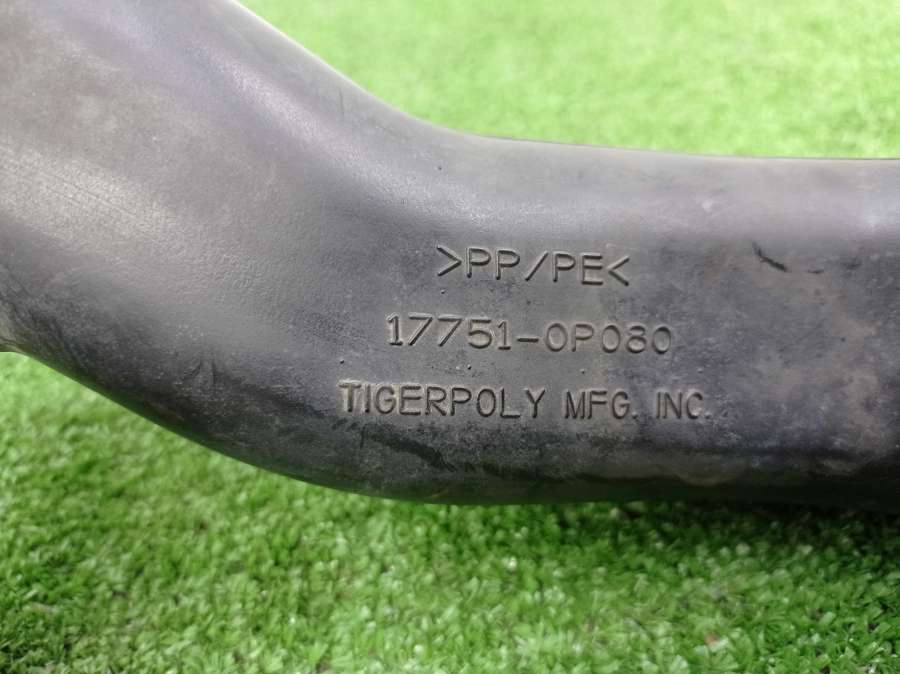 >PP/PE<
17751-0P080
TIGERPOLY MFG. INC.